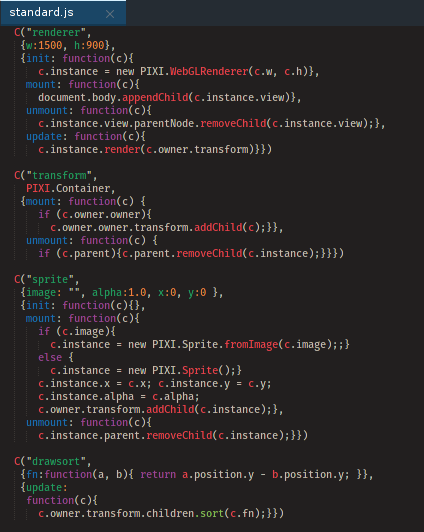 standard.js ×
C("renderer",
{w:1500, h:900},
{init: function(c){
c.instance = new PIXI.WebGLRenderer(c.w, c.h)},
mount: function(c){
document.body.appendChild(c.instance.view)},
unmount: function(c){
c.instance.view.parentNode.removeChild(c.instance.view);},
update: function(c){
c.instance.render(c.owner.transform)}})
C("transform",
PIXI.Container,
{mount: function(c) {
if (c.owner.owner){
c.owner.owner.transform.addChild(c);}},
unmount: function(c) {
if (c.parent){c.parent.removeChild(c.instance);}}})
C("sprite",
{image: "", alpha:1.0, x:0, y:0 },
{init: function(c){},
mount: function(c){
if (c.image){
c.instance = new PIXI.Sprite.fromImage(c.image);;}
else {
c.instance = new PIXI.Sprite();}
c.instance.x = c.x; c.instance.y = c.y;
c.instance.alpha = c.alpha;
c.owner.transform.addChild(c.instance);},
unmount: function(c){
c.instance.parent.removeChild(c.instance);}})
C("drawsort",
{fn:function(a, b){ return a.position.y - b.position.y; }},
{update:
function(c){
c.owner.transform.children.sort(c.fn);}})